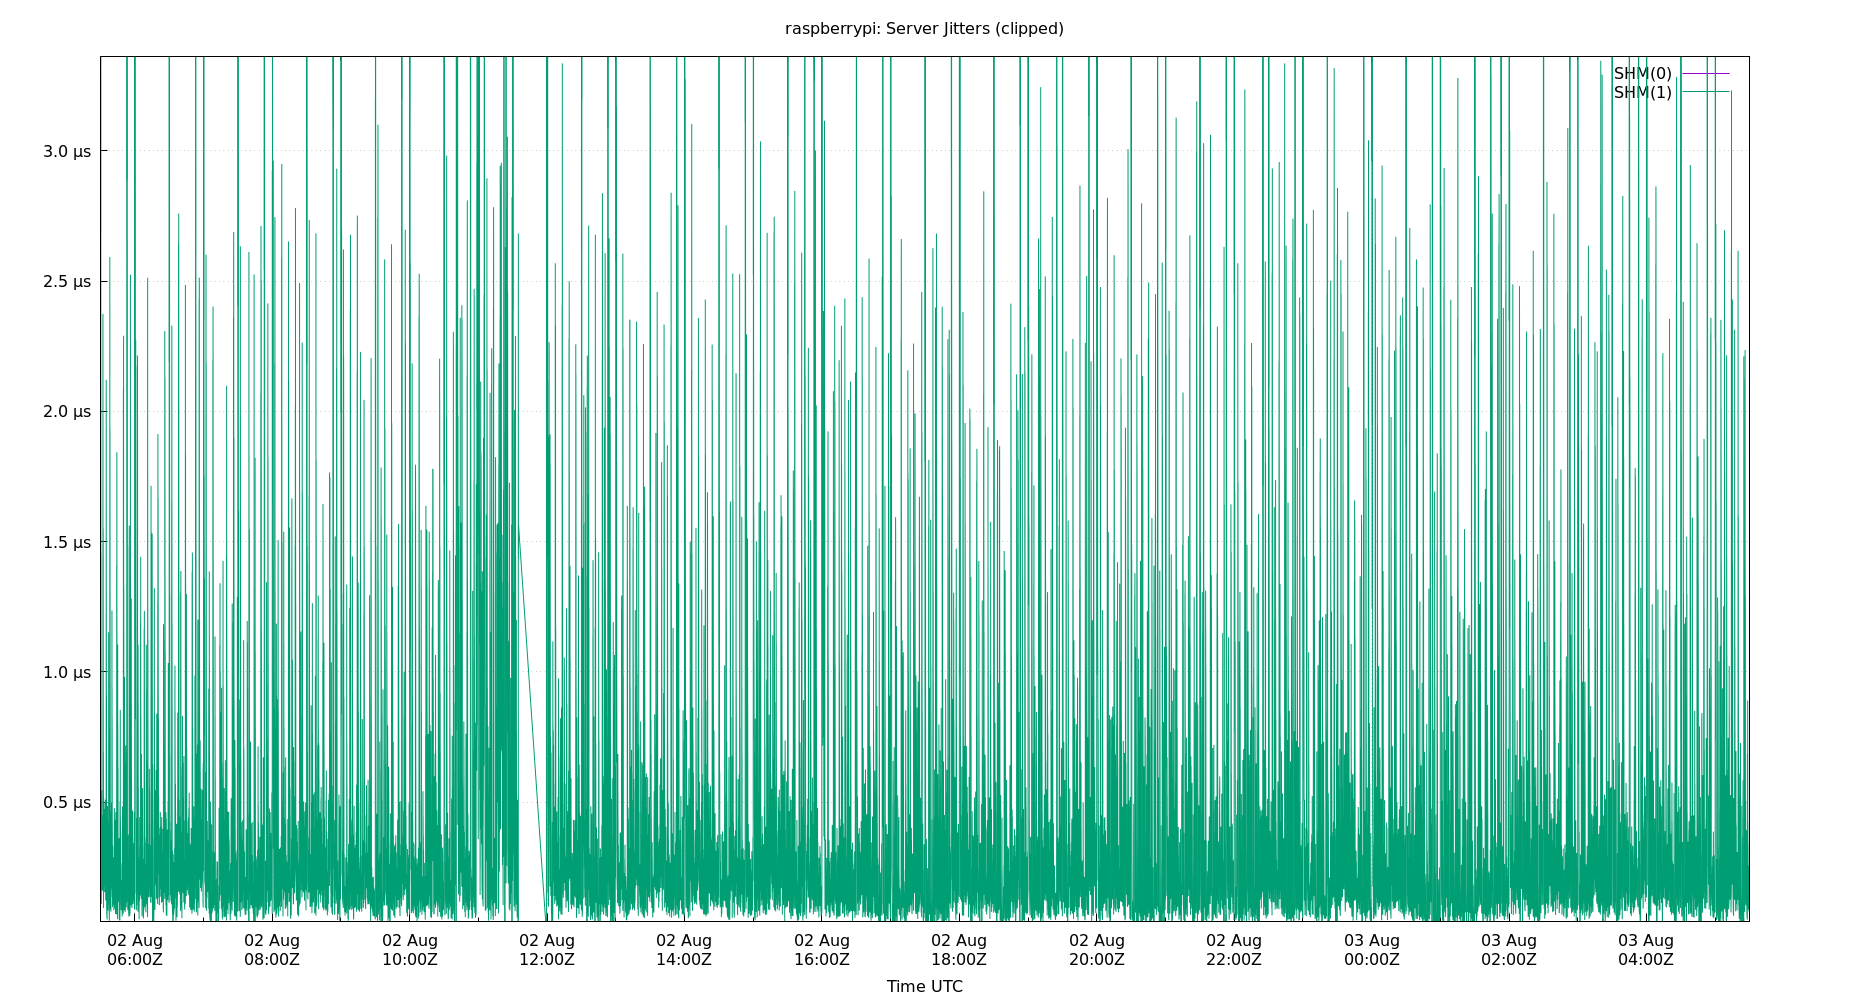 raspberrypi: Server Jitters (clipped)
SHM(0)
SHM(1)
3.0 µs
2.5 µs
2.0 µs
1.5 µs
1.0 µs
0.5 µs
02 Aug 02 Aug 02 Aug 02 Aug 02 Aug 02 Aug 02 Aug 02 Aug 02 Aug 03 Aug 03 Aug 03 Aug
06:00Z 08:00Z 10:00Z 12:00Z 14:00Z 16:00Z 18:00Z 20:00Z 22:00Z 00:00Z 02:00Z 04:00Z
Time UTC